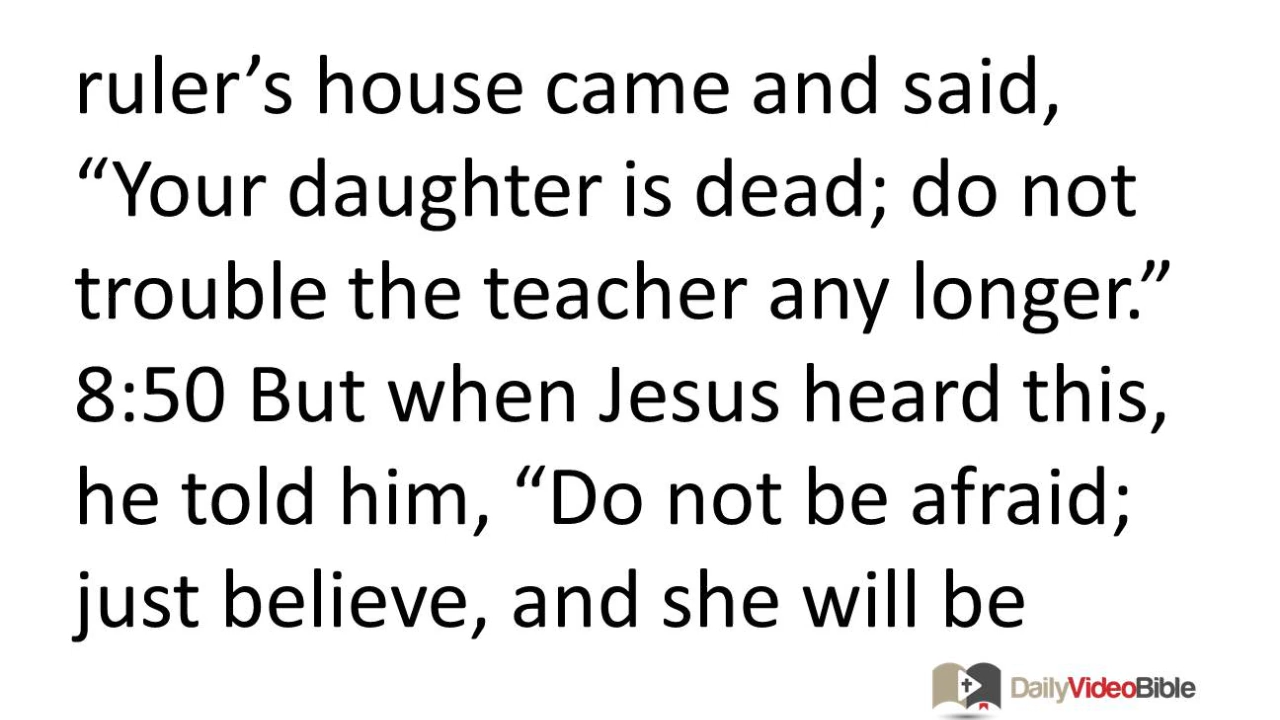 ruler’s house came and said,
“Your daughter is dead; do not
trouble the teacher any longer.”
8:50 But when Jesus heard this,
he told him, “Do not be afraid;
just believe, and she will be
DailyVideoBible